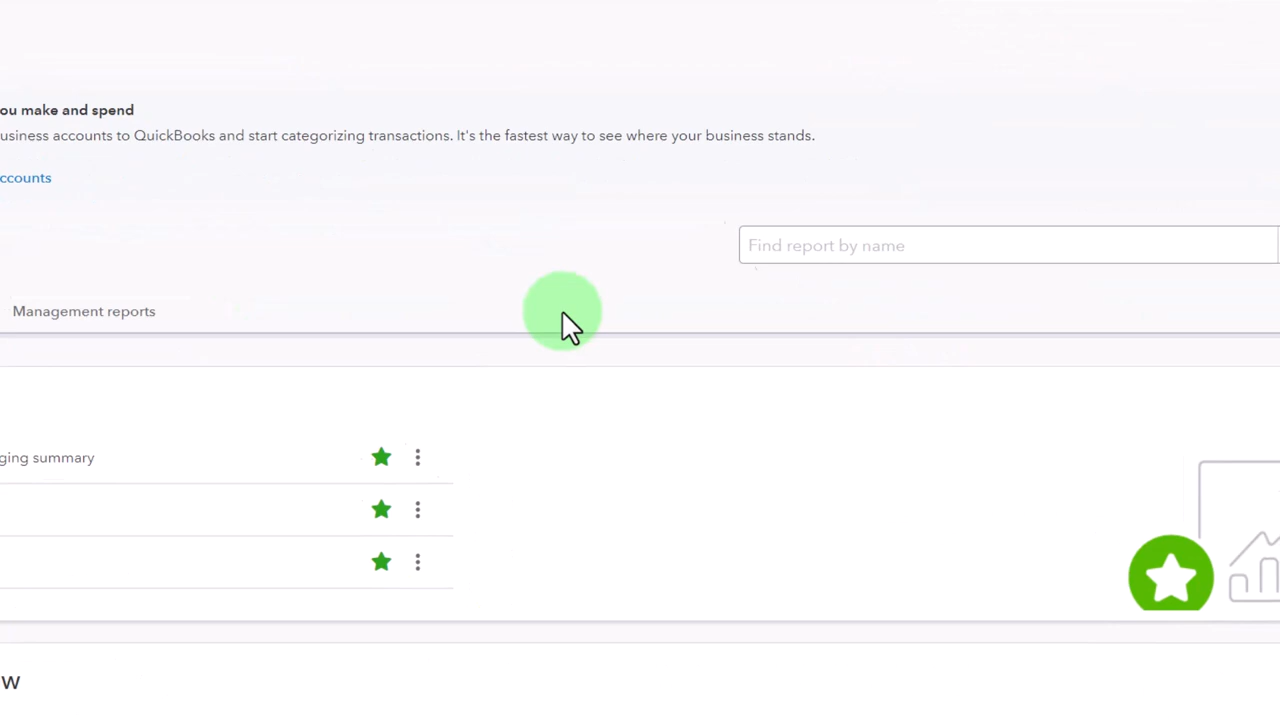 ou make and spend
usiness accounts to QuickBooks and start categorizing transactions. It's the fastest way to see where your business stands.
ccounts
Find report by name
Management reports
ging summary
w